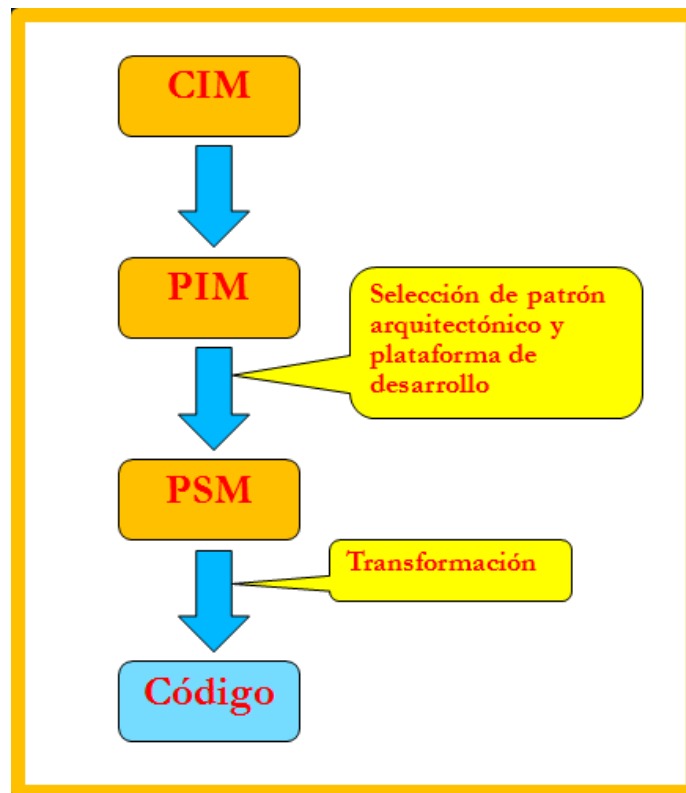 CIM
PIM
Selección de patrón
arquitectónico y
plataforma de
desarrollo
PSM
Transformación
Código